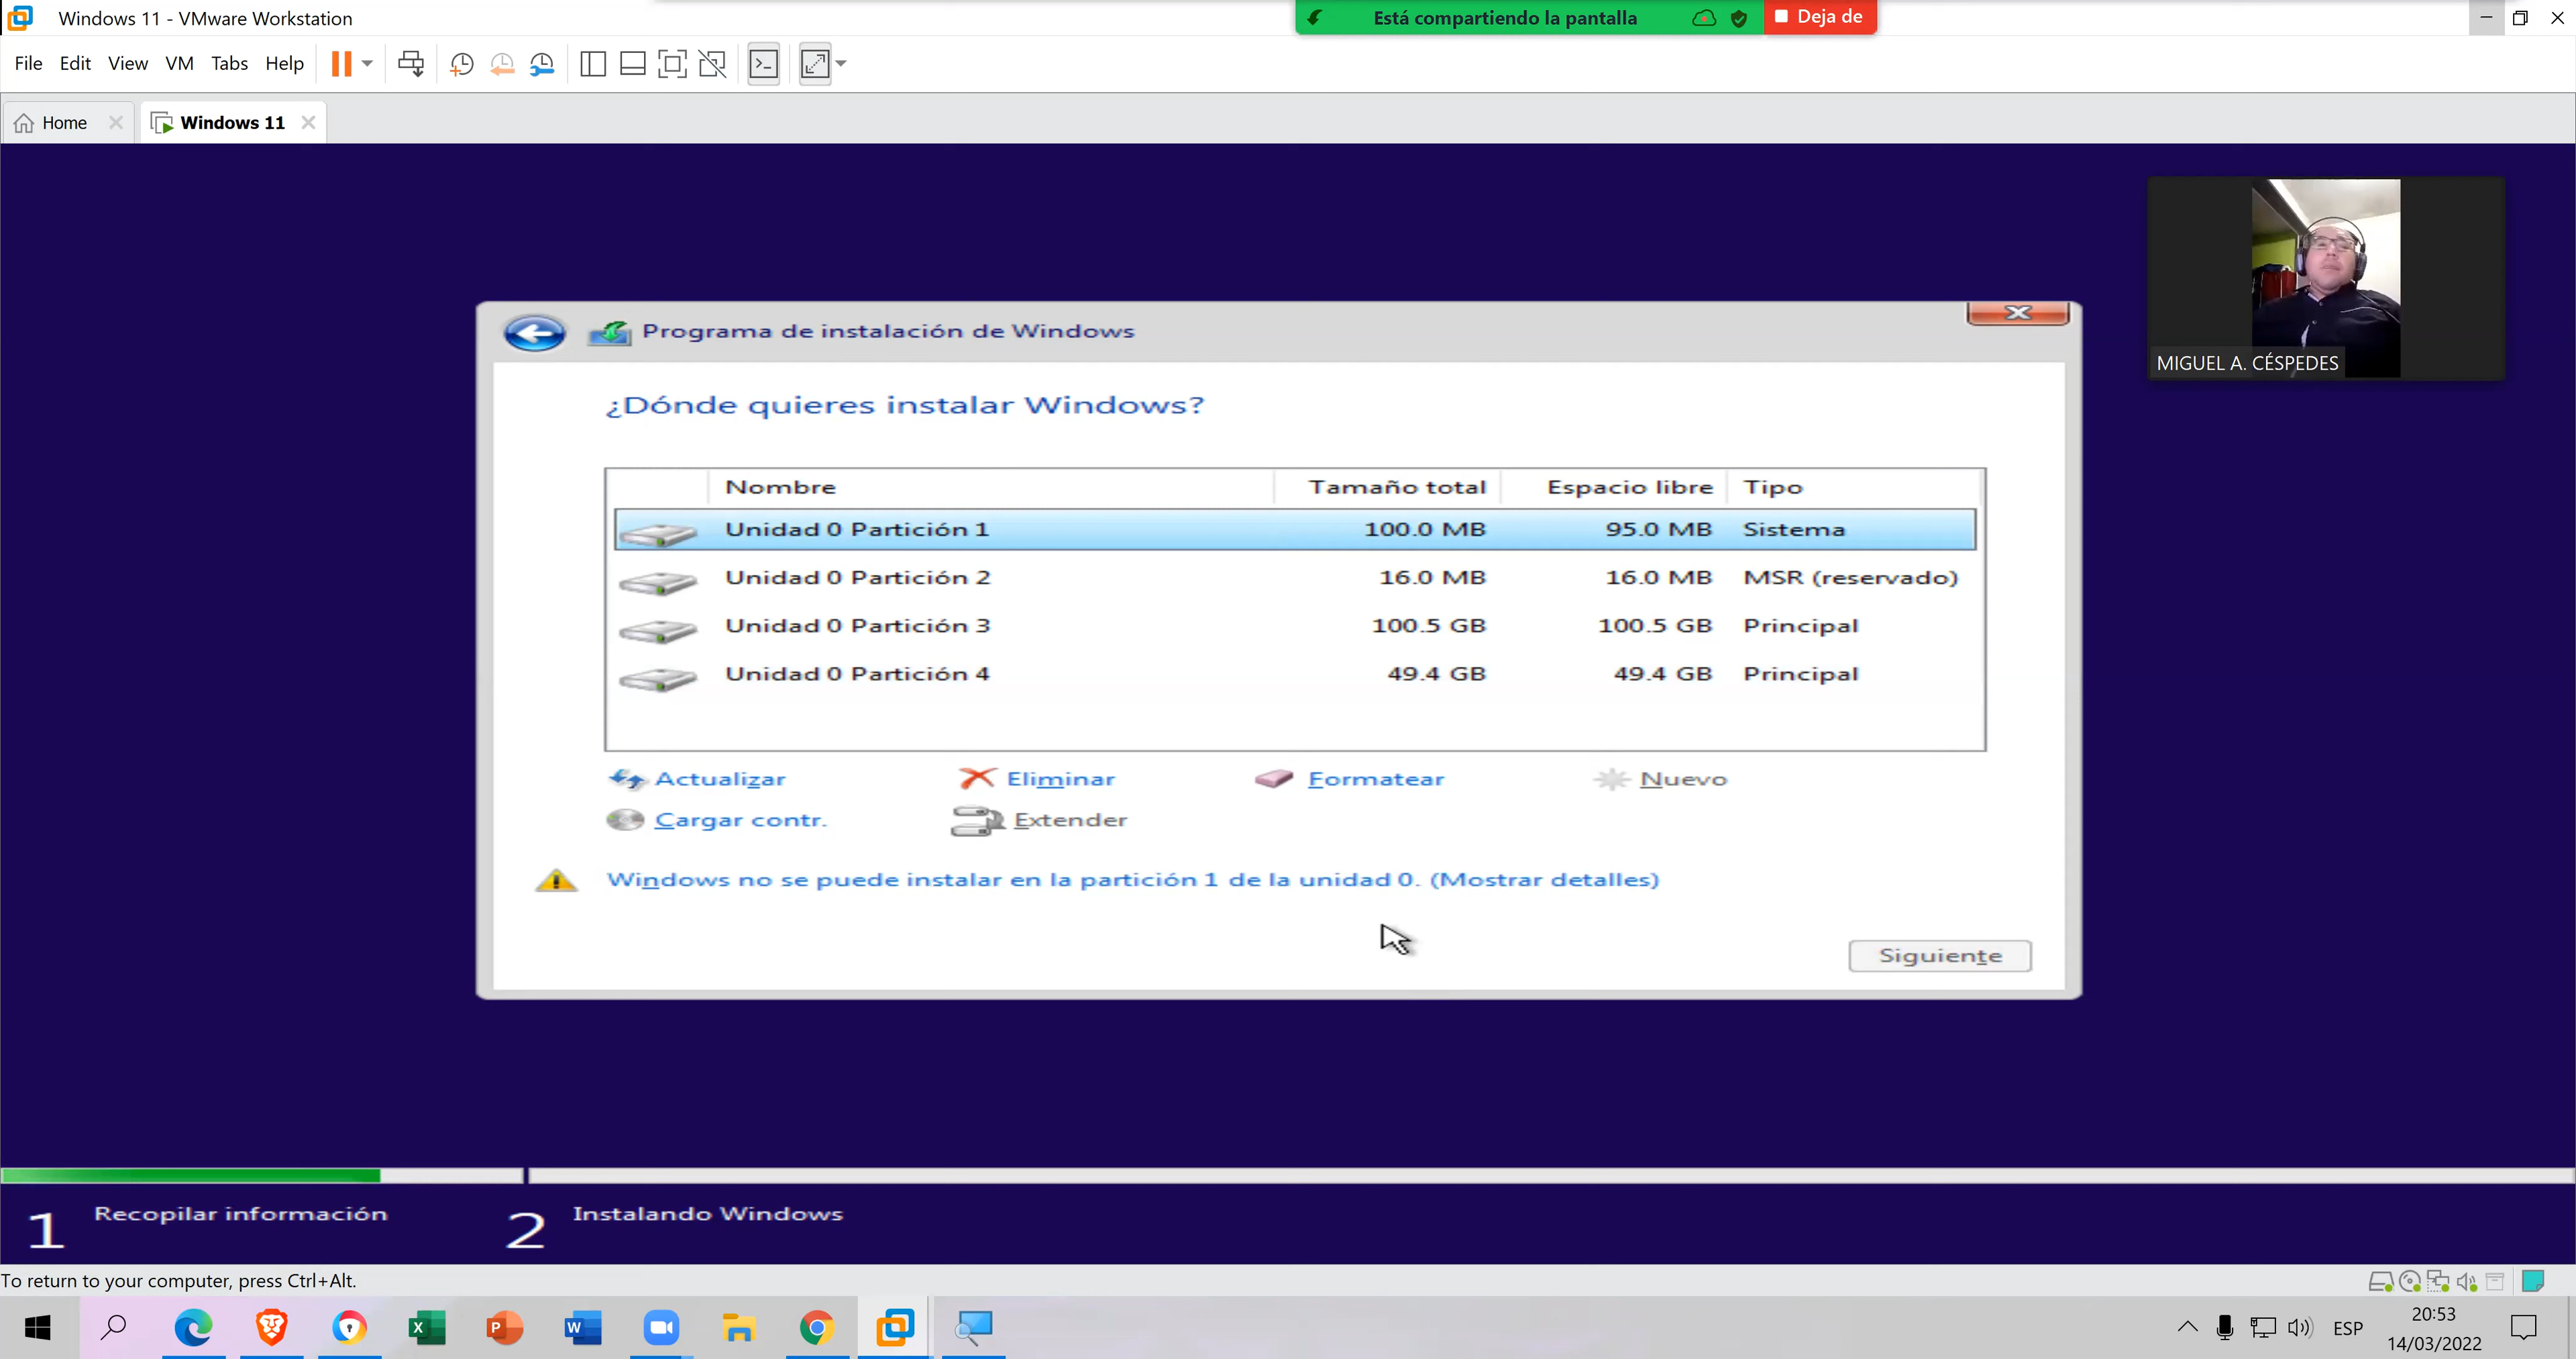 Windows 11 - VMware Workstation
Está compartiendo la pantalla
Deja de
File Edit View VM Tabs Help
Home
Windows 11
MIGUEL A. CÉSPEDES
Programa de instalación de Windows
¿Dónde quieres instalar Windows?
Nombre Tamaño total Espacio libre Tipo
Unidad 0 Partición 1 100.0 MB 95.0 MB Sistema
Unidad 0 Partición 2 16.0 MB 16.0 MB MSR (reservado)
Unidad 0 Partición 3 100.5 GB 100.5 GB Principal
Unidad 0 Partición 4 49.4 GB 49.4 GB Principal
Actualizar Eliminar Formatear Nuevo
Cargar contr. Extender
Windows no se puede instalar en la partición 1 de la unidad 0. (Mostrar detalles)
Siguiente
1 Recopilar información 2 Instalando Windows
To return to your computer, press Ctrl+Alt.
ESP
20:53
14/03/2022